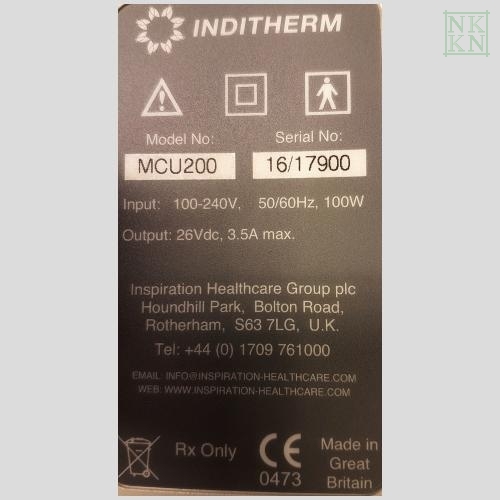 NK
KN
INDITHERM
Model No: Serial No:
MCU200 16/17900
Input: 100-240V, 50/60Hz, 100W
Output: 26Vdc, 3.5A max.
Inspiration Healthcare Group plc
Houndhill Park, Bolton Road,
Rotherham, S63 7LG, U.K.
Tel: +44 (0) 1709 761000
EMAIL: INFO@INSPIRATION-HEALTHCARE.COM
WEB: WWW.INSPIRATION-HEALTHCARE.COM
Rx Only CE Made in
0473 Great
Britain